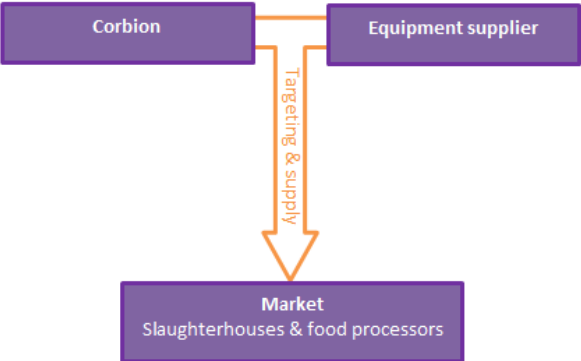 Corbion
Equipment supplier
Targeting & supply
Market
Slaughterhouses & food processors